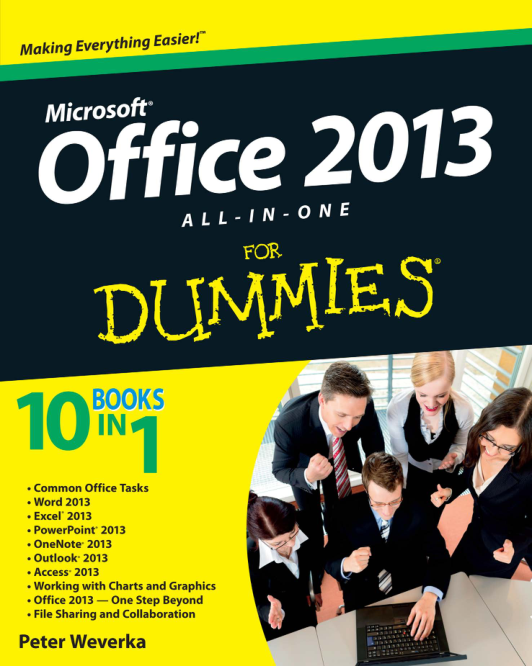 Making Everything Easier!™
Microsoft®
Office 2013
ALL-IN-ONE
FOR
DUMMIES®
10 BOOKS
IN 1
• Common Office Tasks
• Word 2013
• Excel® 2013
• PowerPoint® 2013
• OneNote® 2013
• Outlook® 2013
• Access® 2013
• Working with Charts and Graphics
• Office 2013 — One Step Beyond
• File Sharing and Collaboration
Peter Weverka